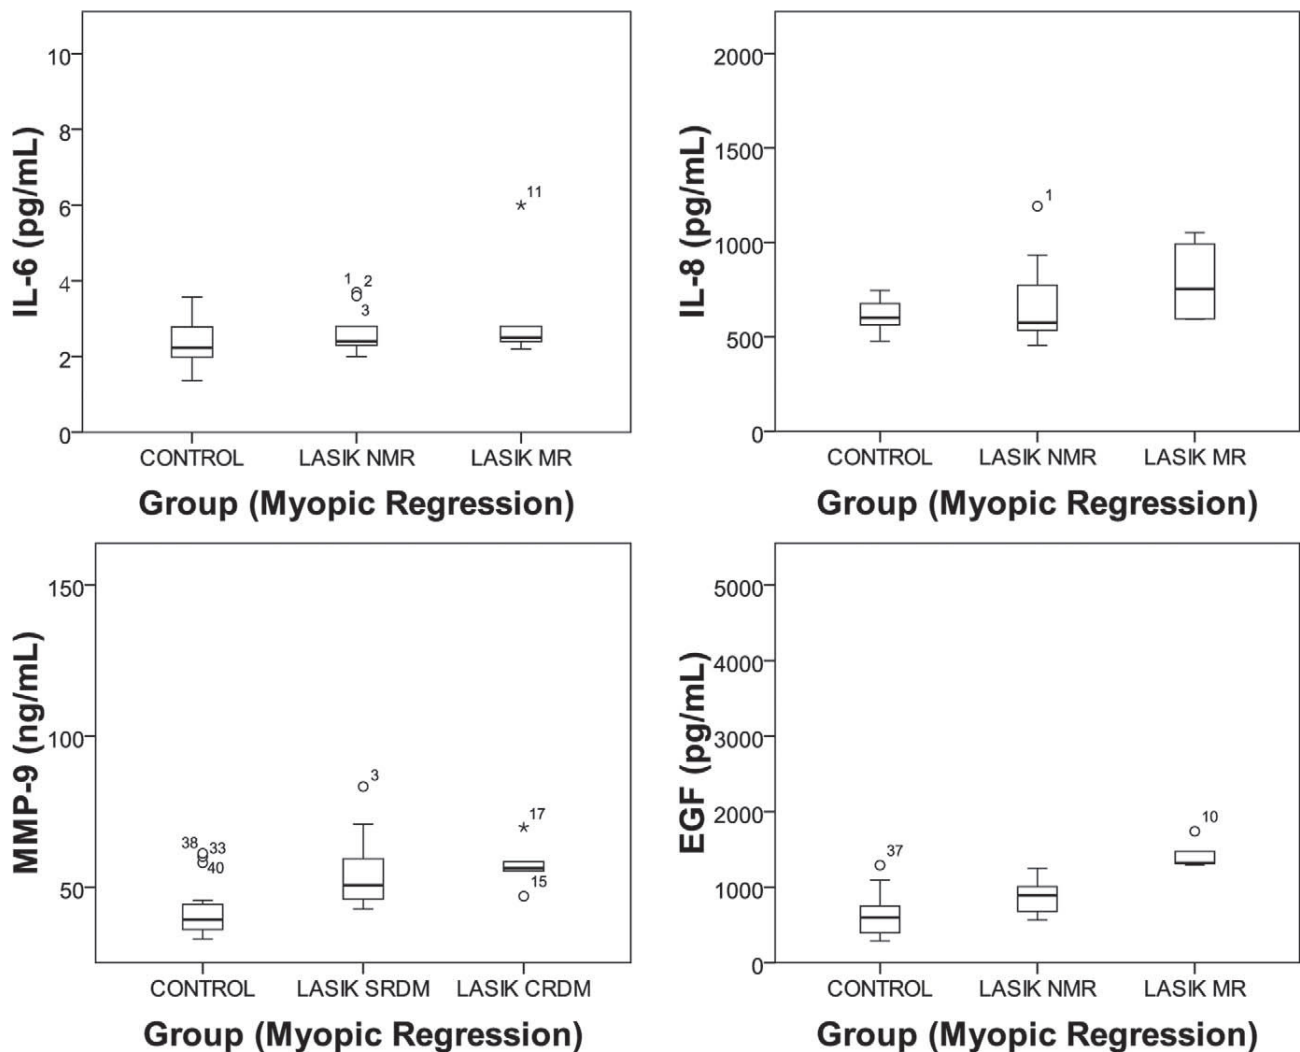 IL-6 (pg/mL)
10
8
6
4
2
0
11
1 2
3
CONTROL LASIK NMR LASIK MR
Group (Myopic Regression)
IL-8 (pg/mL)
2000
1500
1000
500
0
1
CONTROL LASIK NMR LASIK MR
Group (Myopic Regression)
MMP-9 (ng/mL)
150
100
50
3
17
38 33
40
15
CONTROL LASIK SRDM LASIK CRDM
Group (Myopic Regression)
EGF (pg/mL)
5000
4000
3000
2000
1000
0
10
37
CONTROL LASIK NMR LASIK MR
Group (Myopic Regression)